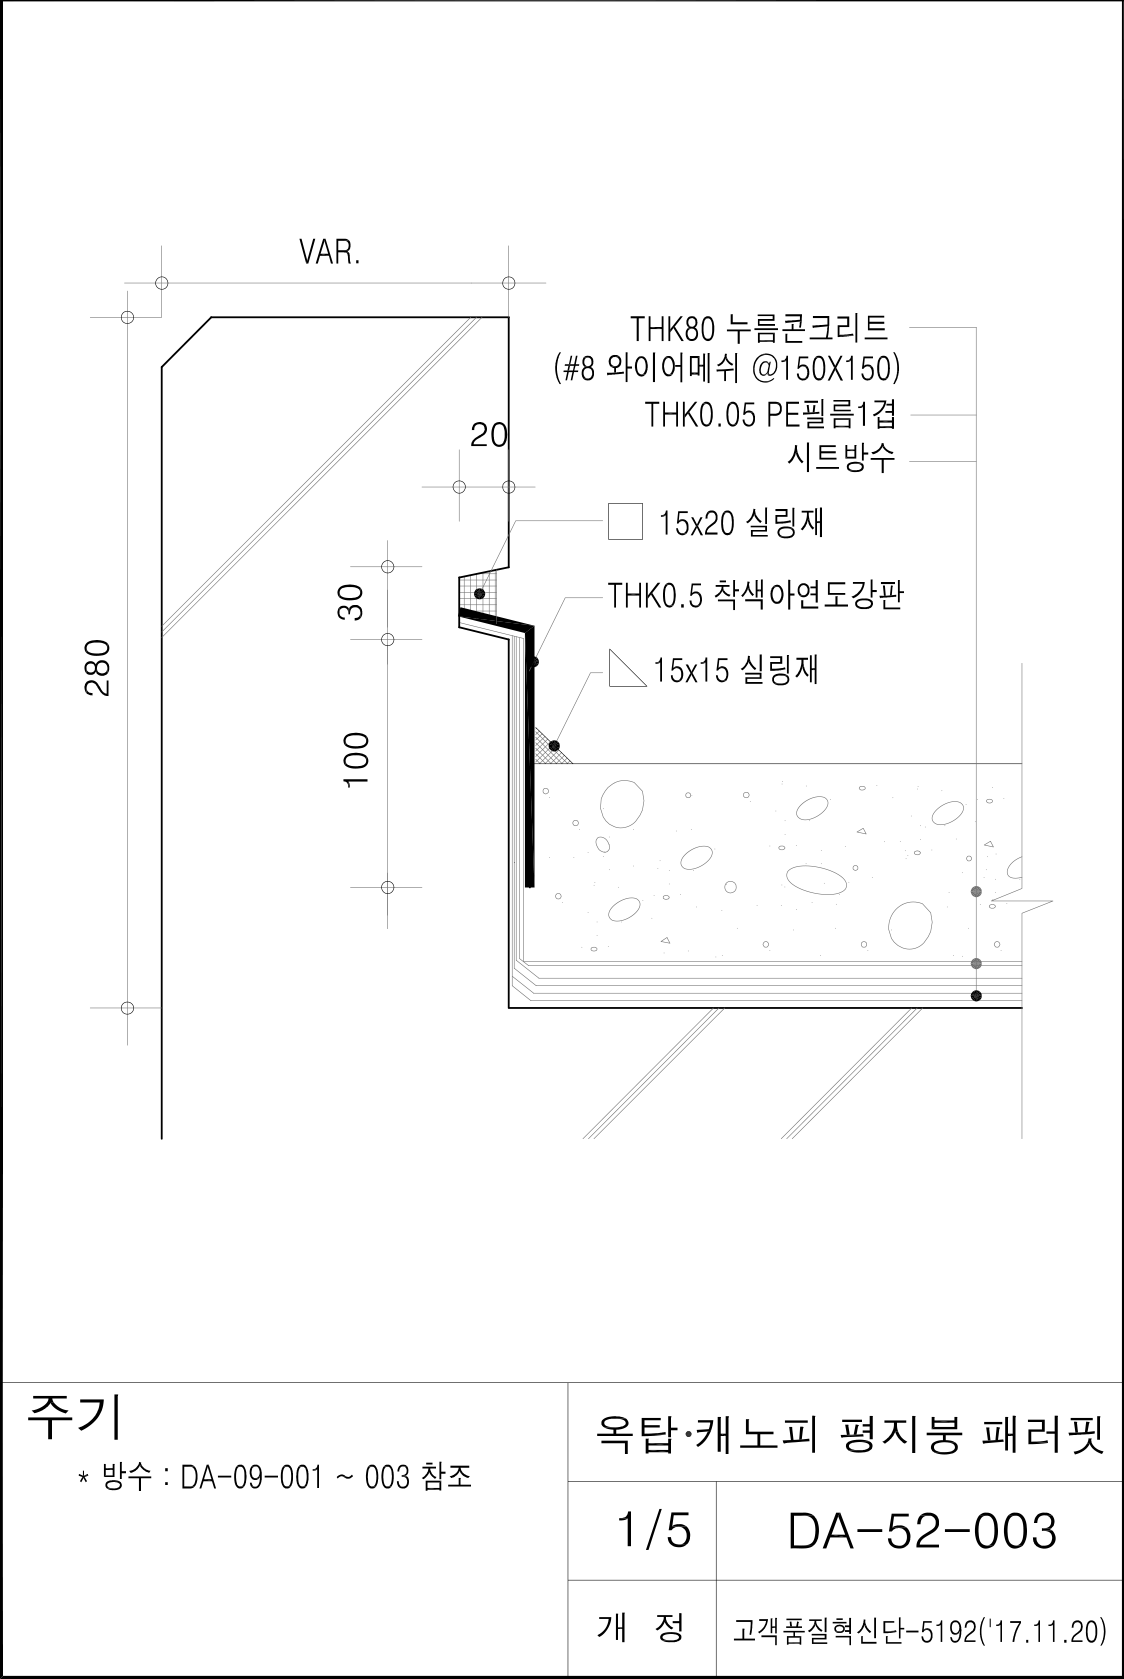 VAR.
THK80 누름콘크리트
(#8 와이어메쉬 @150X150)
THK0.05 PE필름1겹
시트방수
20
15x20 실링재
30
THK0.5 착색아연도강판
280
15x15 실링재
100
주기
* 방수 : DA-09-001 ~ 003 참조
옥탑·캐노피 평지붕 패러핏
1/5
DA-52-003
개 정
고객품질혁신단-5192('17.11.20)